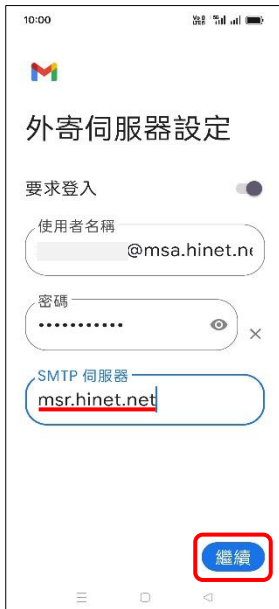 10:00
外寄伺服器設定
要求登入
使用者名稱
@msa.hinet.ne
密碼
•••••••••••
SMTP 伺服器
msr.hinet.net
繼續